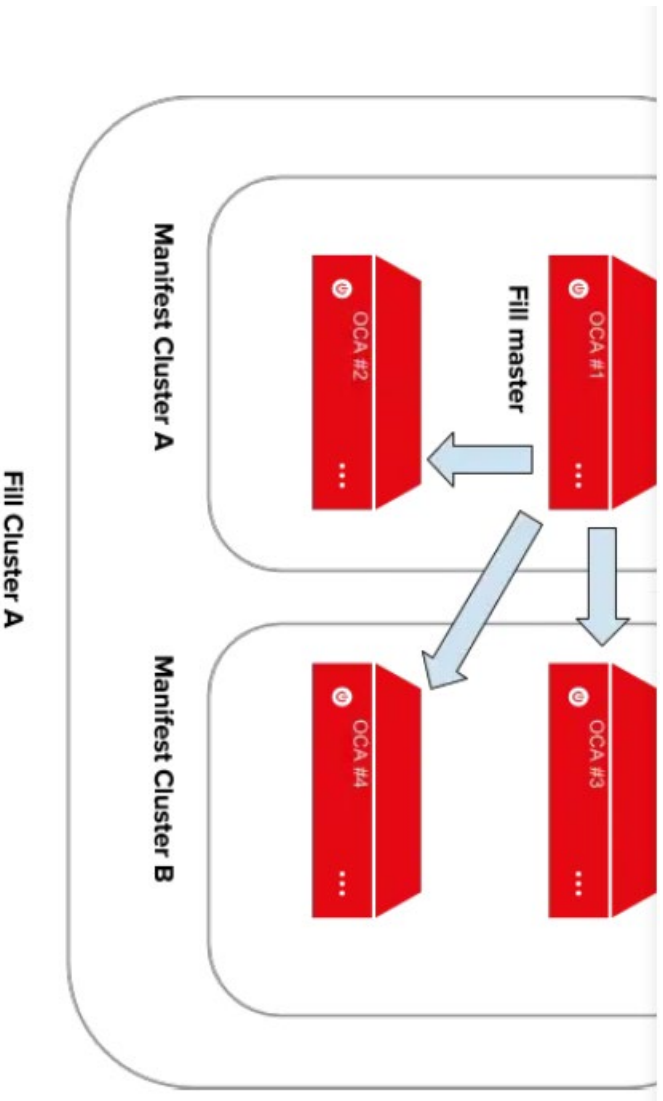 OCA #1
OCA #3
Fill master
OCA #2
OCA #4
Manifest Cluster A
Manifest Cluster B
Fill Cluster A